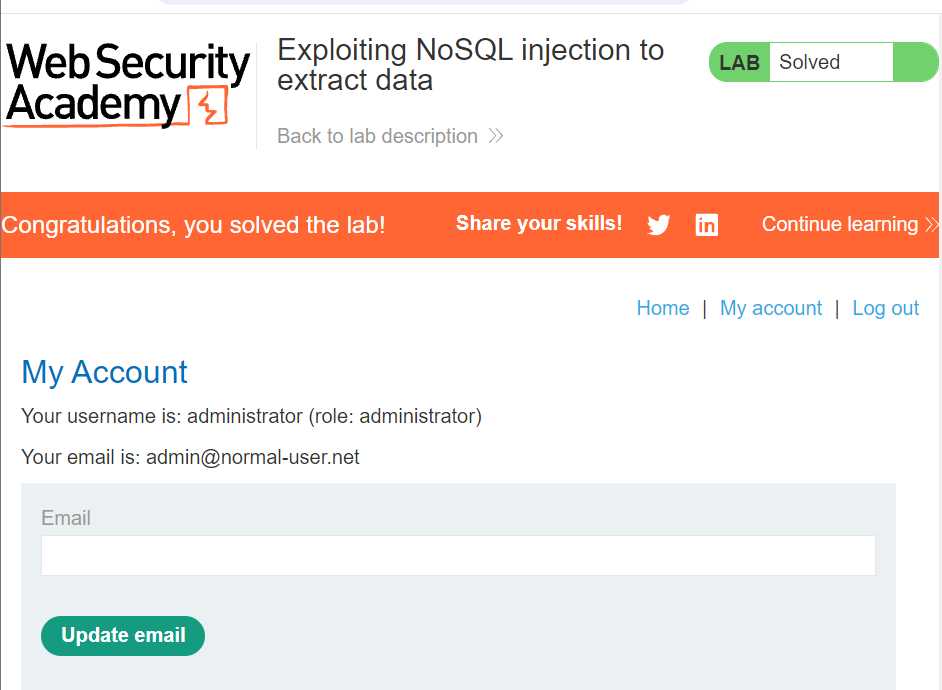 Web Security
Academy
Exploiting NoSQL injection to
extract data
Back to lab description
LAB Solved
Congratulations, you solved the lab!
Share your skills!
Continue learning
Home | My account | Log out
My Account
Your username is: administrator (role: administrator)
Your email is: admin@normal-user.net
Email
Update email